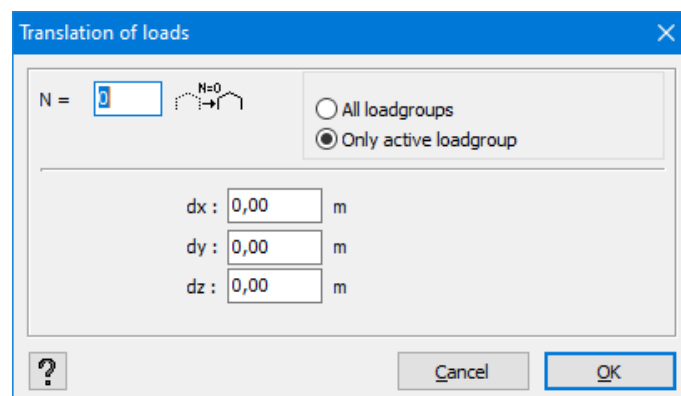 Translation of loads
N = 0
N=0
All loadgroups
Only active loadgroup
dx : 0,00 m
dy : 0,00 m
dz : 0,00 m
?
Cancel OK